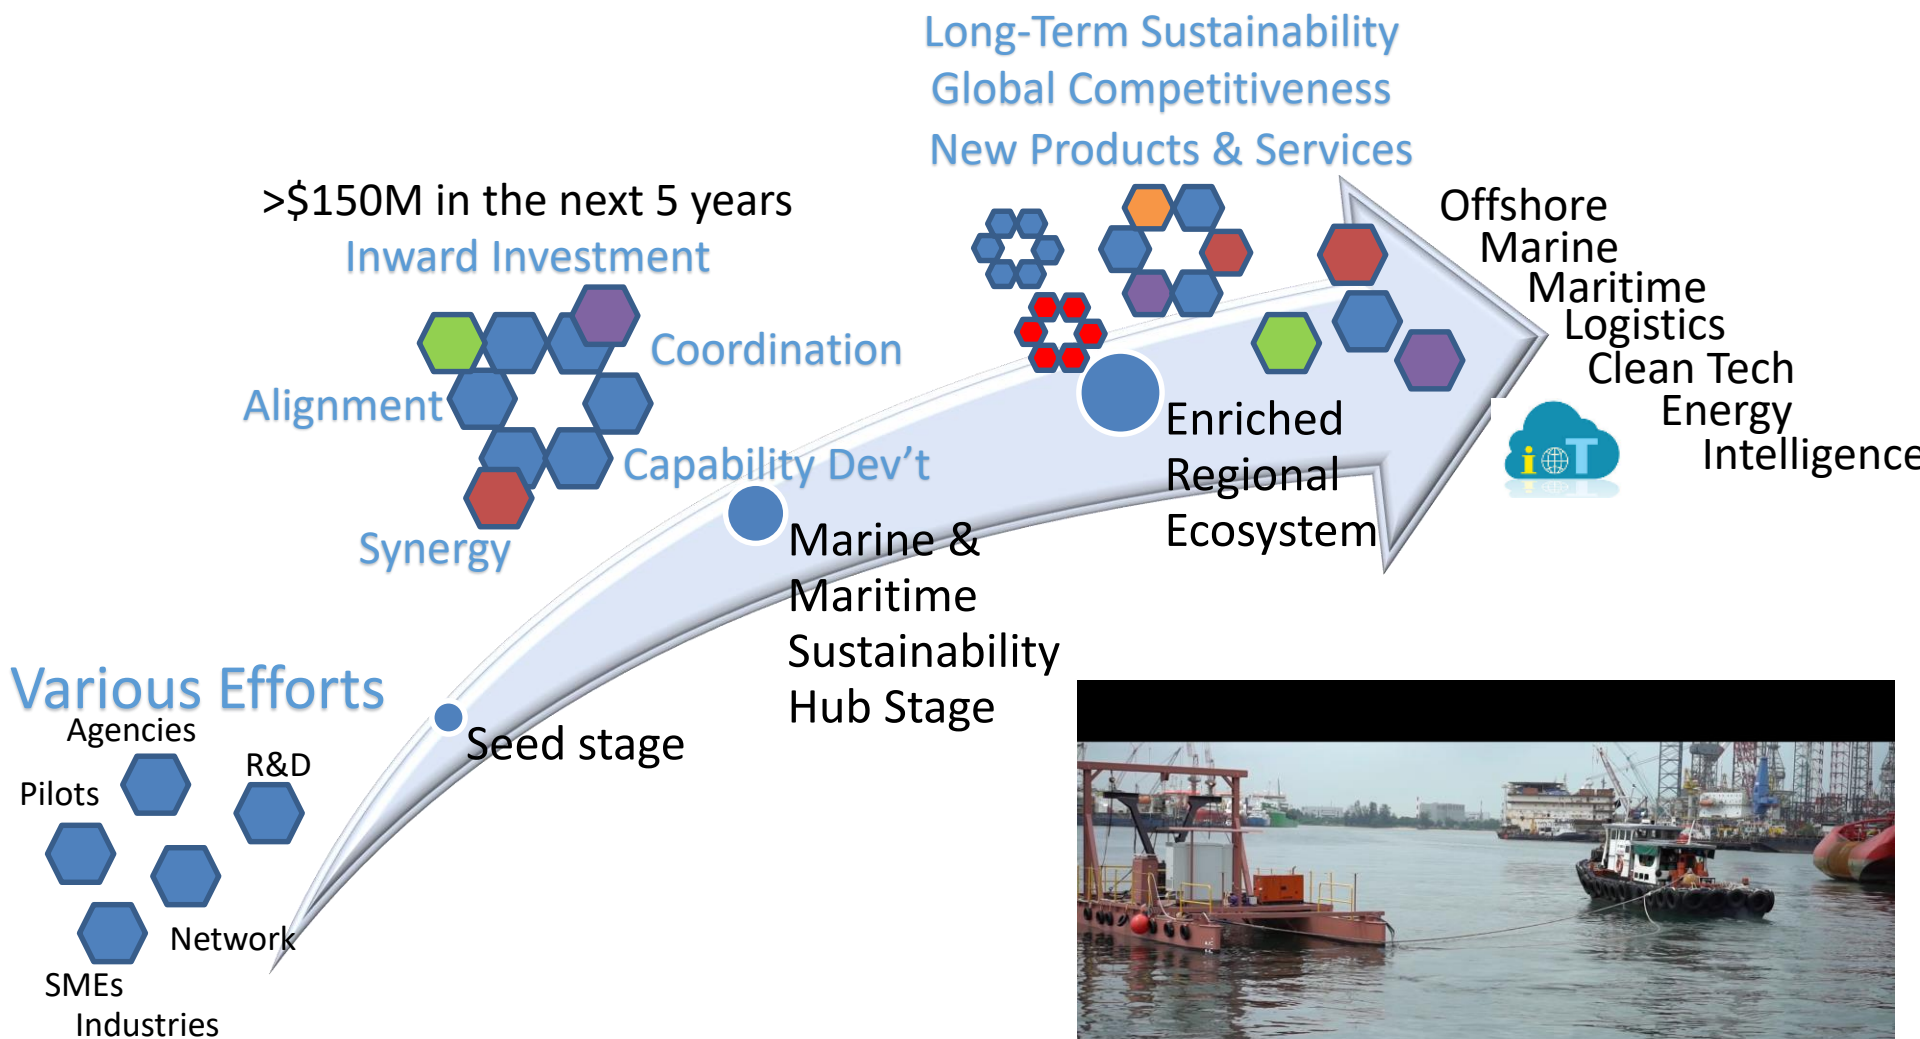 Long-Term Sustainability
Global Competitiveness
New Products & Services
>$150M in the next 5 years
Inward Investment
Coordination
Alignment
Capability Dev't
Synergy
Offshore
Marine
Maritime
Logistics
Clean Tech
Energy
Intelligence
iOT
Enriched
Regional
Ecosystem
Marine &
Maritime
Sustainability
Hub Stage
Seed stage
Various Efforts
Agencies
R&D
Pilots
Network
SMEs
Industries